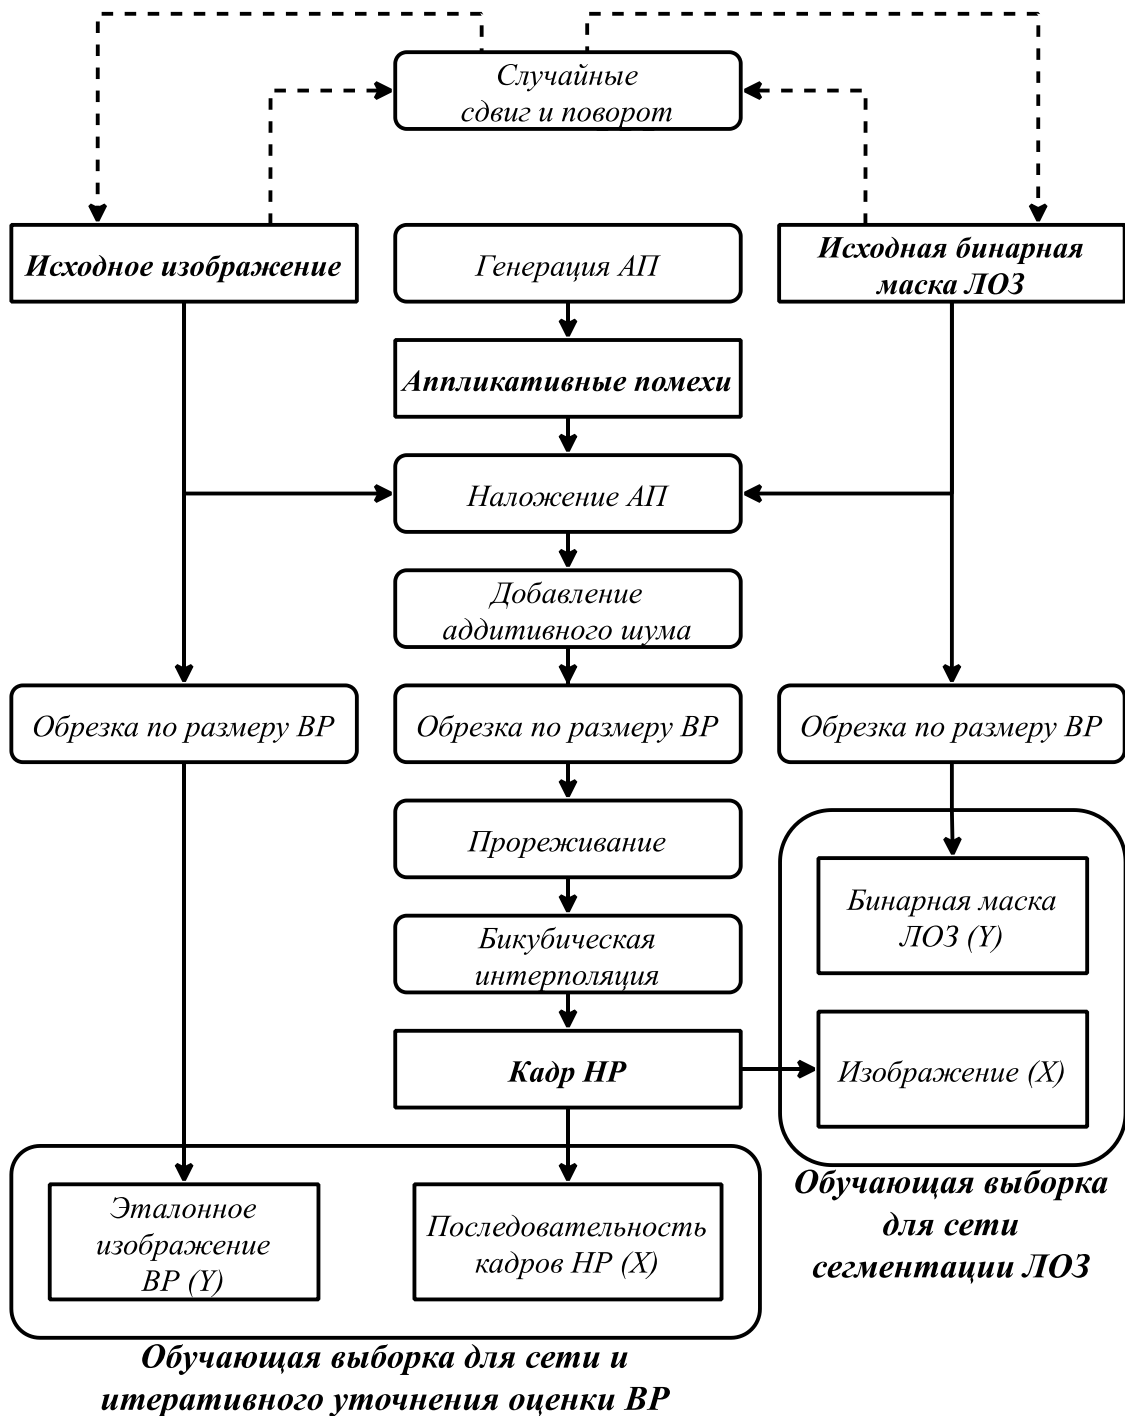 Случайные
сдвиг и поворот
Исходное изображение
Генерация АП
Исходная бинарная
маска ЛОЗ
Аппликативные помехи
Наложение АП
Добавление
аддитивного шума
Обрезка по размеру ВР
Обрезка по размеру ВР
Обрезка по размеру ВР
Прореживание
Бинарная маска
ЛОЗ (Y)
Бикубическая
интерполяция
Кадр НР
Изображение (X)
Эталонное
изображение
ВР (Y)
Последовательность
кадров НР (X)
Обучающая выборка
для сети
сегментации ЛОЗ
Обучающая выборка для сети и
итеративного уточнения оценки ВР